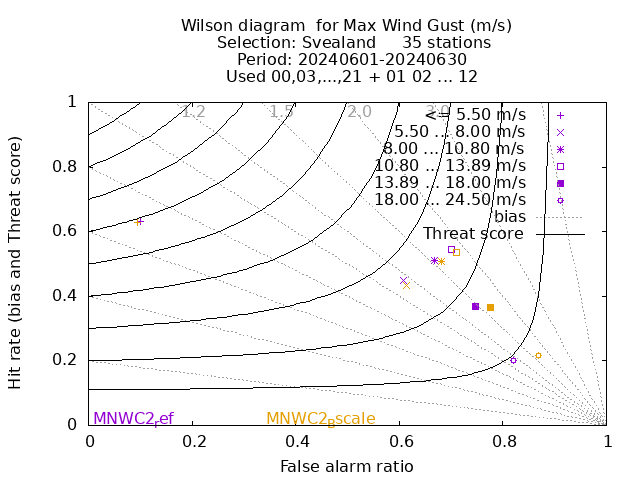 Wilson diagram  for Max Wind Gust (m/s)
Selection: Svealand     35 stations
Period: 20240601-20240630
Used 00,03,...,21 + 01 02 ... 12
Hit rate (bias and Threat score)
1
0.8
0.6
0.4
0.2
0
1.2
1.5
2.0
3.0
<= 5.50 m/s
5.50 ... 8.00 m/s
8.00 ... 10.80 m/s
10.80 ... 13.89 m/s
13.89 ... 18.00 m/s
18.00 ... 24.50 m/s
bias
Threat score
MNWC2ref MNWC2Bscale
0 0.2 0.4 0.6 0.8 1
False alarm ratio